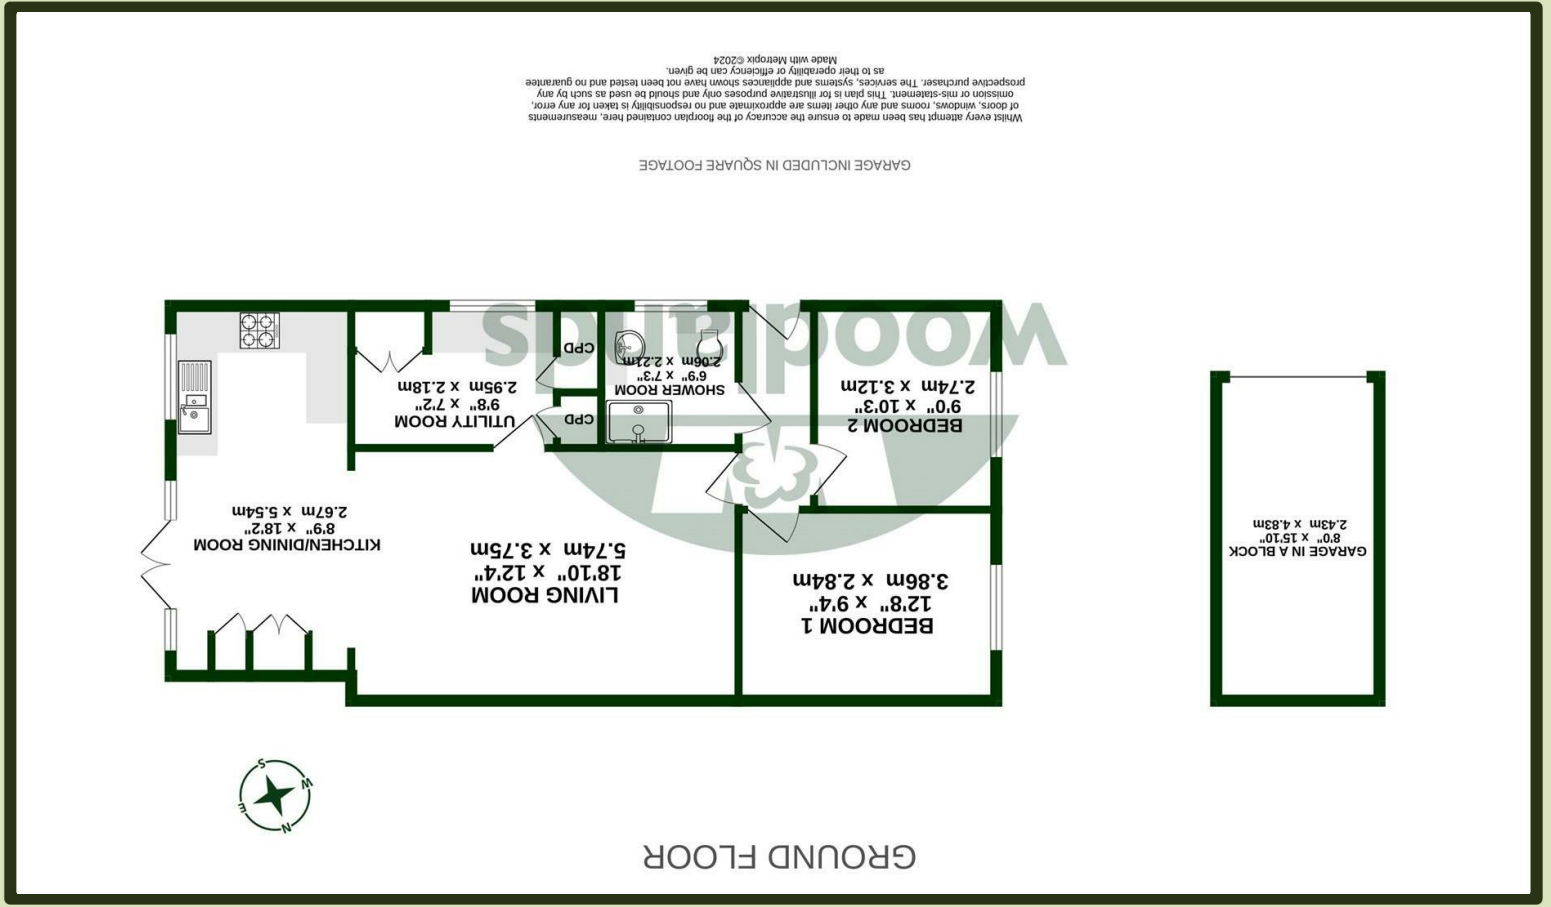 GROUND FLOOR
N
E
W
S
GARAGE IN A BLOCK
8'0" x 15'10"
2.43m x 4.83m
BEDROOM 1
12'8" x 9'4"
3.86m x 2.84m
LIVING ROOM
18'10" x 12'4"
5.74m x 3.75m
KITCHEN/DINING ROOM
8'9" x 18'2"
2.67m x 5.54m
BEDROOM 2
9'0" x 10'3"
2.74m x 3.12m
SHOWER ROOM
6'9" x 7'3"
2.06m x 2.21m
CPD
UTILITY ROOM
9'8" x 7'2"
2.95m x 2.18m
CPD
woodlands
GARAGE INCLUDED IN SQUARE FOOTAGE
Whilst every attempt has been made to ensure the accuracy of the floorplan contained here, measurements
of doors, windows, rooms and any other items are approximate and no responsibility is taken for any error,
omission or mis-statement. This plan is for illustrative purposes only and should be used as such by any
prospective purchaser. The services, systems and appliances shown have not been tested and no guarantee
as to their operability or efficiency can be given.
Made with Metropix ©2024